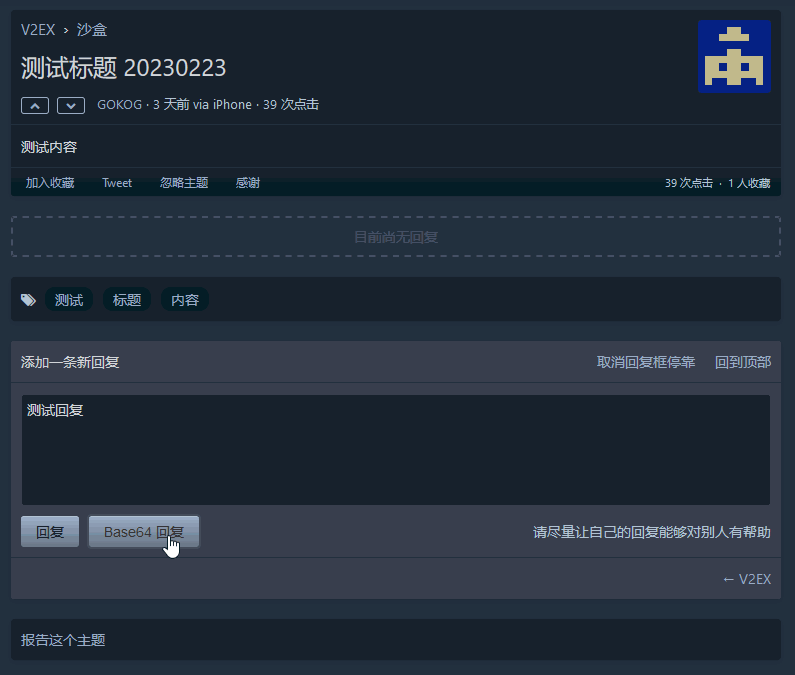 V2EX › 沙盒
测试标题 20230223
GOKOG · 3 天前 via iPhone · 39 次点击
测试内容
加入收藏 Tweet 忽略主题 感谢 39 次点击 · 1 人收藏
目前尚无回复
测试 标题 内容
添加一条新回复 取消回复框停靠 回到顶部
测试回复
回复 Base64 回复 请尽量让自己的回复能够对别人有帮助
← V2EX
报告这个主题